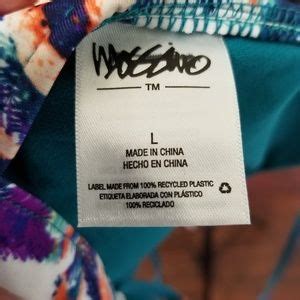 Mossimo
TM
L
MADE IN CHINA
HECHO EN CHINA
LABEL MADE FROM 100% RECYCLED PLASTIC
ETIQUETA ELABORADA CON PLÁSTICO
100% RECICLADO